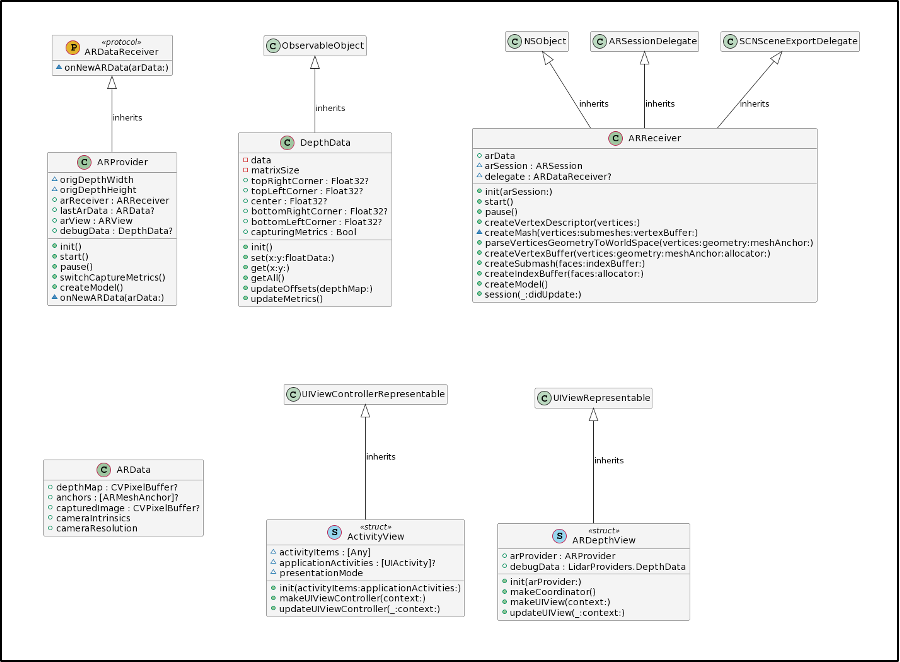 P
«protocol»
ARDataReceiver
onNewARData(arData:)
inherits
C ARProvider
origDepthWidth
origDepthHeight
arReceiver : ARReceiver
lastArData : ARData?
arView : ARView
debugData : DepthData?
init()
start()
pause()
switchCaptureMetrics()
createModel()
onNewARData(arData:)
C ObservableObject
inherits
C DepthData
data
matrixSize
topRightCorner : Float32?
topLeftCorner : Float32?
center : Float32?
bottomRightCorner : Float32?
bottomLeftCorner : Float32?
capturingMetrics : Bool
init()
set(x:y:floatData:)
get(x:y:)
getAll()
updateOffsets(depthMap:)
updateMetrics()
C NSObject
C ARSessionDelegate
C SCNSceneExportDelegate
inherits
inherits
inherits
C ARReceiver
arData
arSession : ARSession
delegate : ARDataReceiver?
init(arSession:)
start()
pause()
createVertexDescriptor(vertices:)
createMash(vertices:submeshes:vertexBuffer:)
parseVerticesGeometryToWorldSpace(vertices:geometry:meshAnchor:)
createVertexBuffer(vertices:geometry:meshAnchor:allocator:)
createSubmash(faces:indexBuffer:)
createIndexBuffer(faces:allocator:)
createModel()
session(_:didUpdate:)
C ARData
depthMap : CVPixelBuffer?
anchors : [ARMeshAnchor]?
capturedImage : CVPixelBuffer?
cameraIntrinsics
cameraResolution
C UIViewControllerRepresentable
inherits
S
«struct»
ActivityView
activityItems : [Any]
applicationActivities : [UIActivity]?
presentationMode
init(activityItems:applicationActivities:)
makeUIViewController(context:)
updateUIViewController(_:context:)
C UIViewRepresentable
inherits
S
«struct»
ARDepthView
arProvider : ARProvider
debugData : LidarProviders.DepthData
init(arProvider:)
makeCoordinator()
makeUIView(context:)
updateUIView(_:context:)